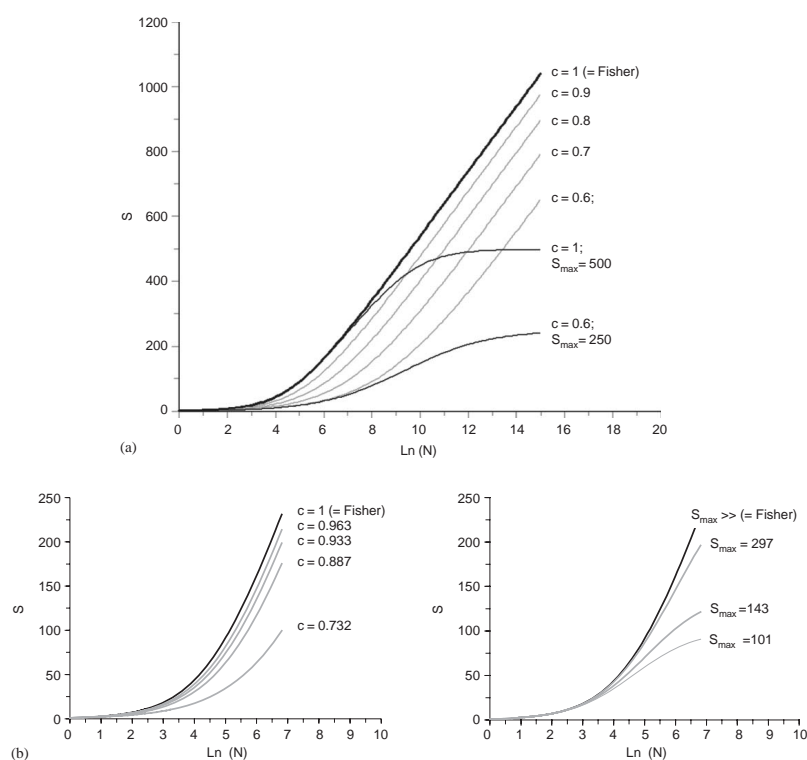 1200
1000
800
600
400
200
0
S
0 2 4 6 8 10 12 14 16 18 20
Ln (N)
c = 1 (= Fisher)
c = 0.9
c = 0.8
c = 0.7
c = 0.6;
c = 1;
Smax = 500
c = 0.6;
Smax = 250
(a)
250
200
150
100
50
0
S
0 1 2 3 4 5 6 7 8 9 10
Ln (N)
c = 1 (= Fisher)
c = 0.963
c = 0.933
c = 0.887
c = 0.732
(b)
250
200
150
100
50
0
S
0 1 2 3 4 5 6 7 8 9 10
Ln (N)
Smax >> (= Fisher)
Smax = 297
Smax =143
Smax =101